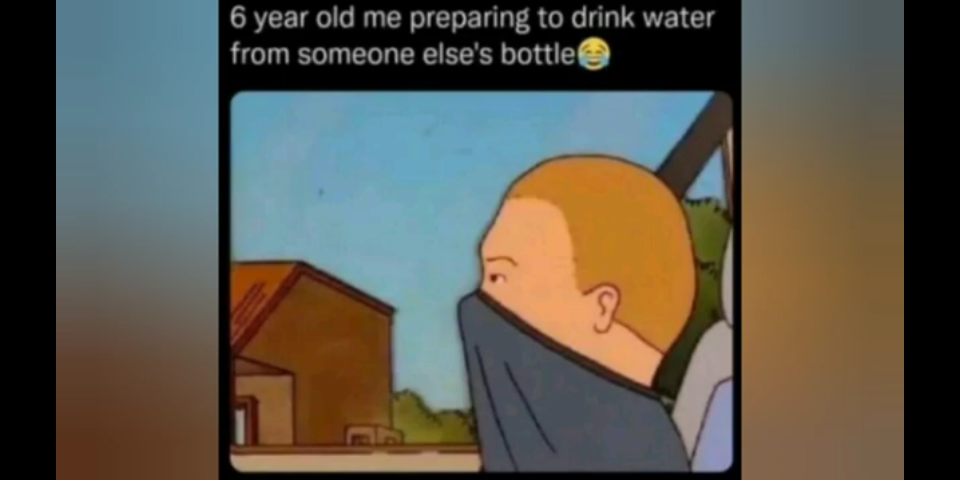 6 year old me preparing to drink water
from someone else's bottle😂